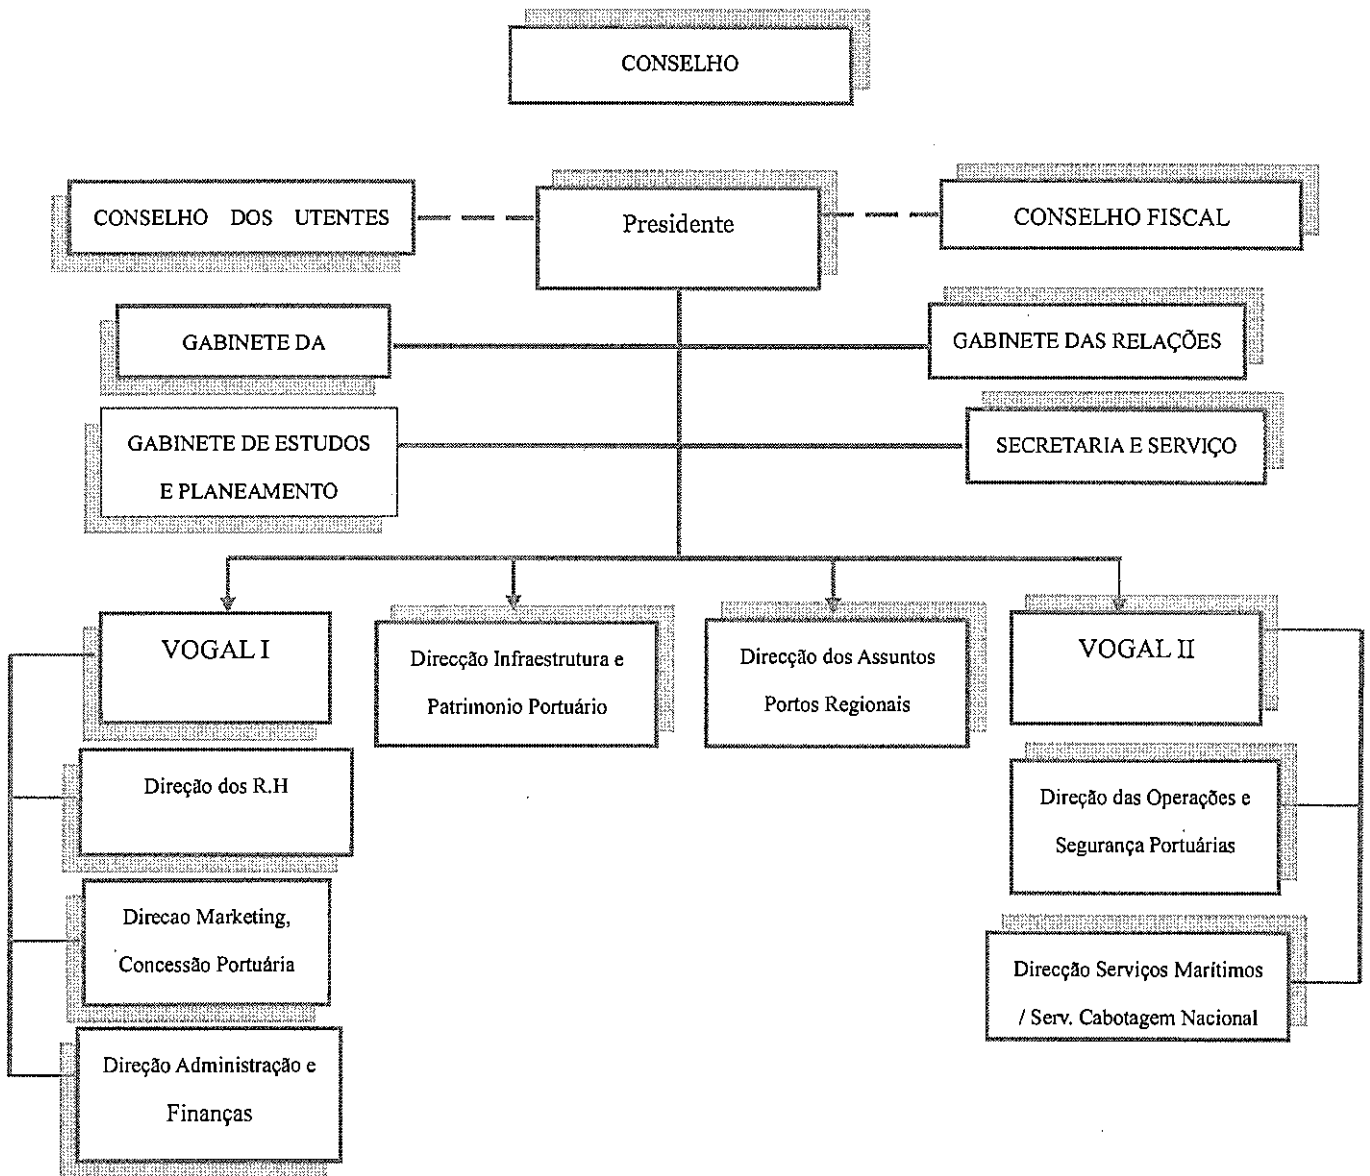 CONSELHO
CONSELHO DOS UTENTES
Presidente
CONSELHO FISCAL
GABINETE DA
GABINETE DAS RELAÇÕES
GABINETE DE ESTUDOS
E PLANEAMENTO
SECRETARIA E SERVIÇO
VOGAL I
Direcção Infraestrutura e
Patrimonio Portuário
Direcção dos Assuntos
Portos Regionais
VOGAL II
Direção dos R.H
Direcao Marketing,
Concessão Portuária
Direção Administração e
Finanças
Direção das Operações e
Segurança Portuárias
Direcção Serviços Marítimos
/ Serv. Cabotagem Nacional